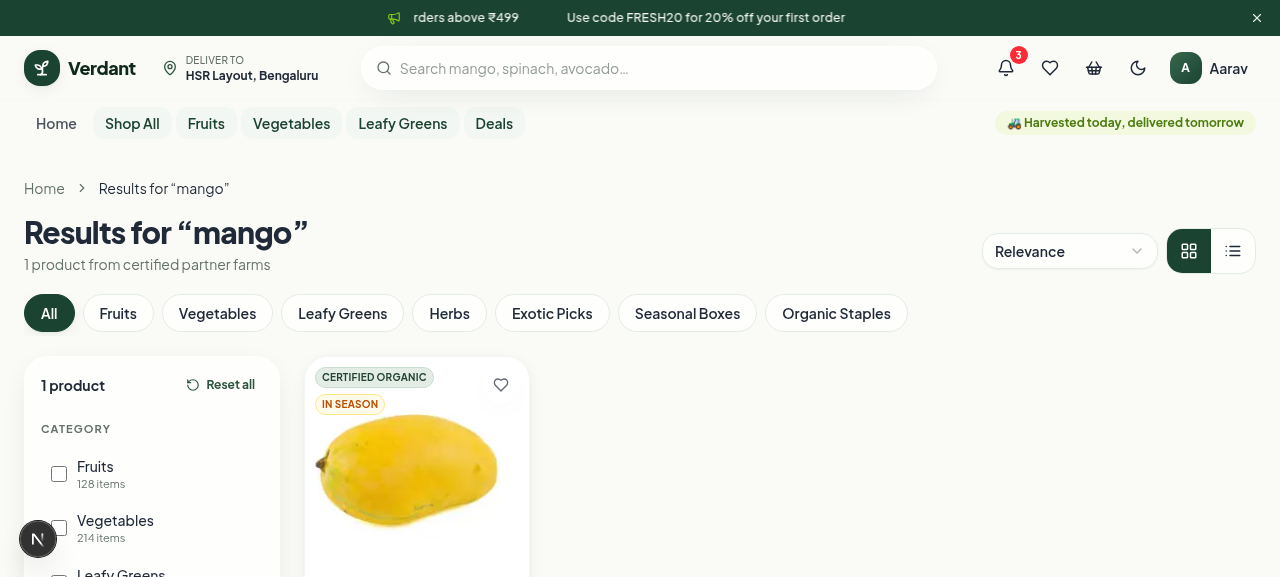 rders above ₹499 Use code FRESH20 for 20% off your first order
Verdant
DELIVER TO
HSR Layout, Bengaluru
Search mango, spinach, avocado…
3
A
Aarav
Home Shop All Fruits Vegetables Leafy Greens Deals
🚜 Harvested today, delivered tomorrow
Home > Results for “mango”
Results for “mango”
1 product from certified partner farms
Relevance
All Fruits Vegetables Leafy Greens Herbs Exotic Picks Seasonal Boxes Organic Staples
1 product
Reset all
CATEGORY
Fruits
128 items
Vegetables
214 items
Leafy Greens
N
CERTIFIED ORGANIC
IN SEASON